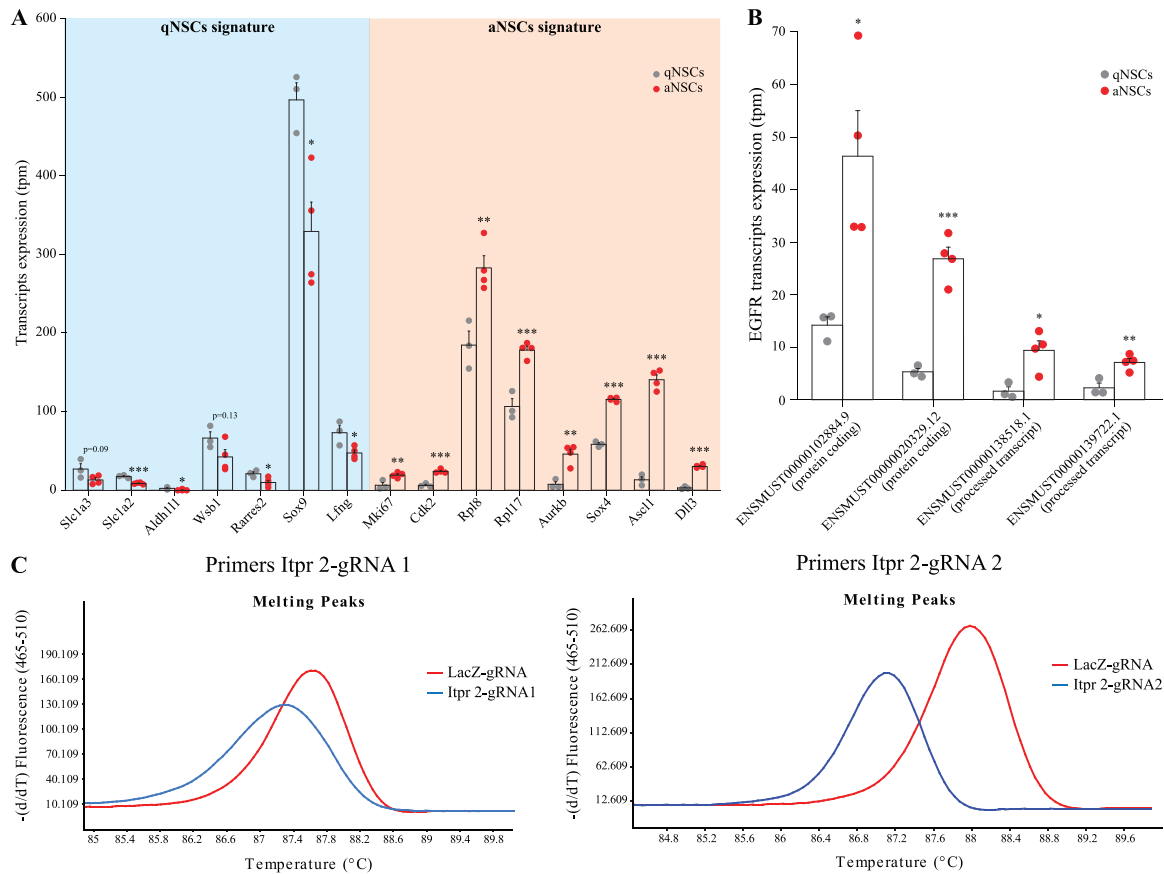 A
qNSCs signature
aNSCs signature
qNSCs
aNSCs
Transcripts expression (tpm)
600
500
400
300
200
100
0
p=0.09
***
*
p=0.13
*
*
*
**
***
**
***
**
***
***
***
Slc1a3
Slc1a2
Aldh1l1
Wsb1
Rarres2
Sox9
Lfng
Mki67
Cdk2
Rpl8
Rpl17
Aurkb
Sox4
Ascl1
Dll3
B
qNSCs
aNSCs
EGFR transcripts expression (tpm)
70
60
50
40
30
20
10
0
*
***
*
**
ENSMUST00000102884.9
(protein coding)
ENSMUST00000020329.12
(protein coding)
ENSMUST00000138518.1
(processed transcript)
ENSMUST00000139722.1
(processed transcript)
C
Primers Itpr 2-gRNA 1
Melting Peaks
LacZ-gRNA
Itpr 2-gRNA1
-(d/dT) Fluorescence (465-510)
190.109
160.109
130.109
100.109
70.109
40.109
10.109
85 85.4 85.8 86.2 86.6 87 87.4 87.8 88.2 88.6 89 89.4 89.8
Temperature (°C)
Primers Itpr 2-gRNA 2
Melting Peaks
LacZ-gRNA
Itpr 2-gRNA2
-(d/dT) Fluorescence (465-510)
262.609
212.609
162.609
112.609
62.609
12.609
84.8 85.2 85.6 86 86.4 86.8 87.2 87.6 88 88.4 88.8 89.2 89.6
Temperature (°C)